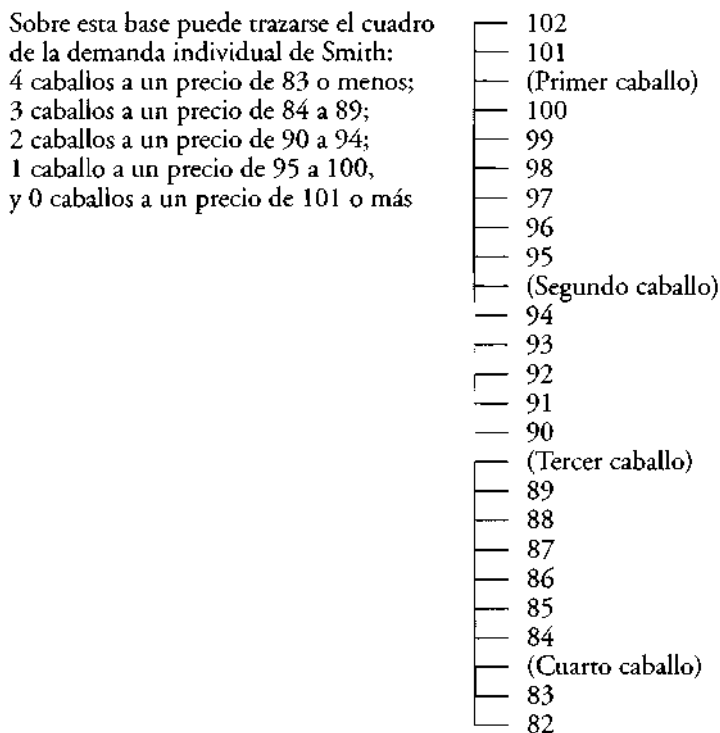 Sobre esta base puede trazarse el cuadro
de la demanda individual de Smith:
4 caballos a un precio de 83 o menos;
3 caballos a un precio de 84 a 89;
2 caballos a un precio de 90 a 94;
1 caballo a un precio de 95 a 100,
y 0 caballos a un precio de 101 o más
102
101
(Primer caballo)
100
99
98
97
96
95
(Segundo caballo)
94
93
92
91
90
(Tercer caballo)
89
88
87
86
85
84
(Cuarto caballo)
83
82